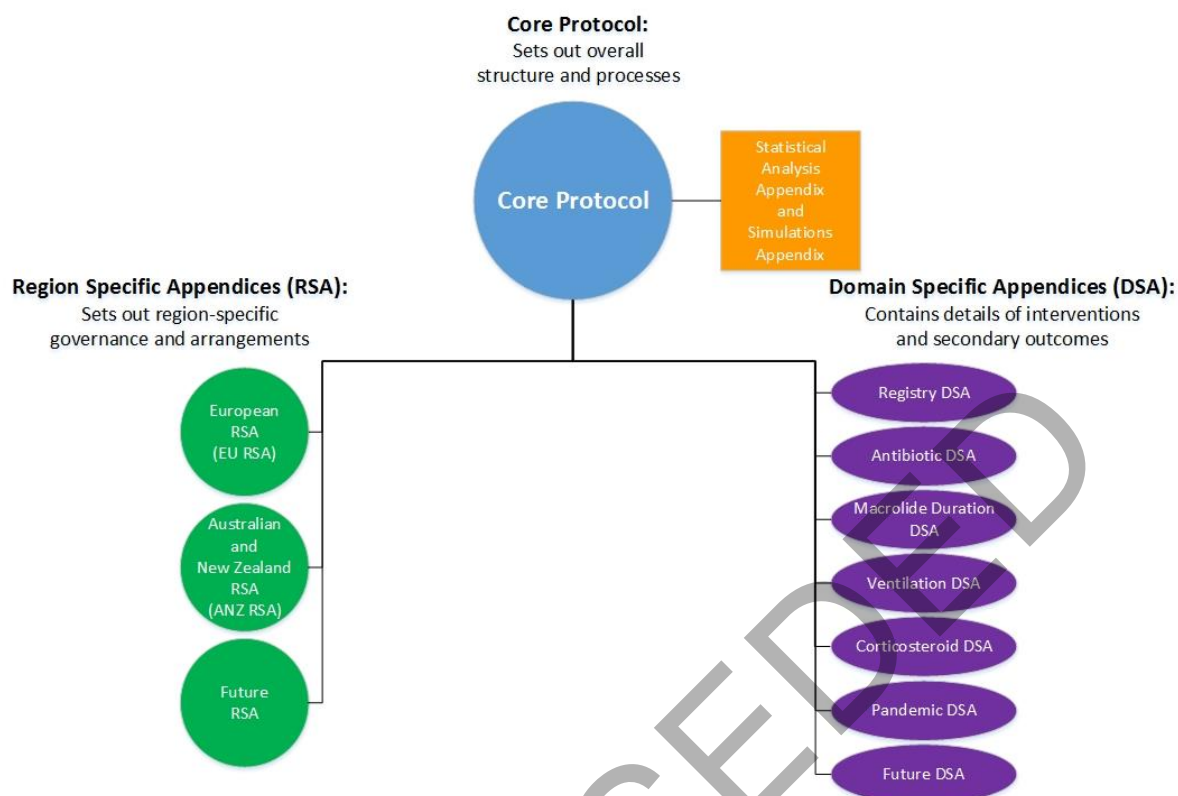 Core Protocol:
Sets out overall
structure and processes
Core Protocol
Statistical
Analysis
Appendix
and
Simulations
Appendix
Region Specific Appendices (RSA):
Sets out region-specific
governance and arrangements
European
RSA
(EU RSA)
Australian
and
New Zealand
RSA
(ANZ RSA)
Future
RSA
Domain Specific Appendices (DSA):
Contains details of interventions
and secondary outcomes
Registry DSA
Antibiotic DSA
Macrolide Duration
DSA
Ventilation DSA
Corticosteroid DSA
Pandemic DSA
Future DSA
CEDED